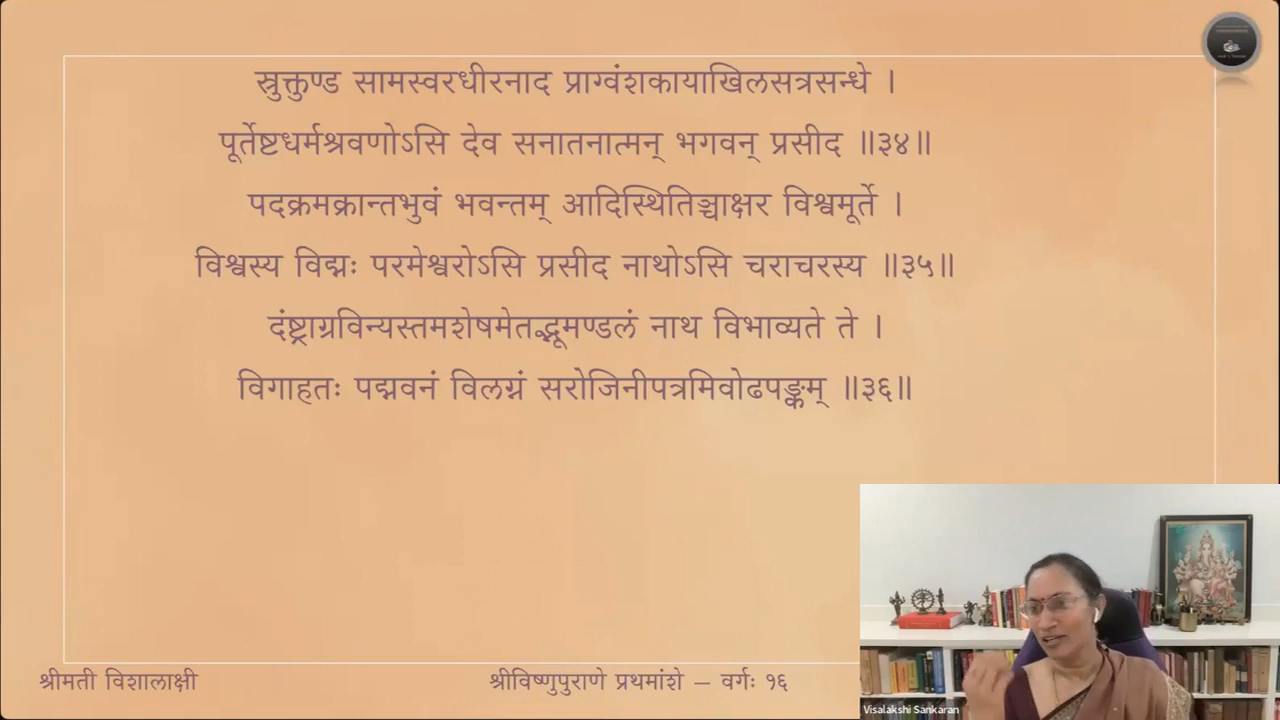 स्रुक्तुण्ड सामस्वरधीरनाद प्राग्वंशकायाखिलसत्रसन्धे ।
पूर्तेष्टधर्मश्रवणोऽसि देव सनातनात्मन् भगवन् प्रसीद ॥३४॥
पदक्रमक्रान्तभुवं भवन्तम् आदिस्थितिञ्चाक्षर विश्वमूर्ते ।
विश्वस्य विद्मः परमेश्वरोऽसि प्रसीद नाथोऽसि चराचरस्य ॥३५॥
दंष्ट्राग्रविन्यस्तमशेषमेतद्भूमण्डलं नाथ विभाव्यते ते ।
विगाहतः पद्मवनं विलग्नं सरोजिनीपत्रमिवोढपङ्कम् ॥३६॥
श्रीमती विशालाक्षी
श्रीविष्णुपुराणे प्रथमांशे – वर्गः १६
Visalakshi Sankaran